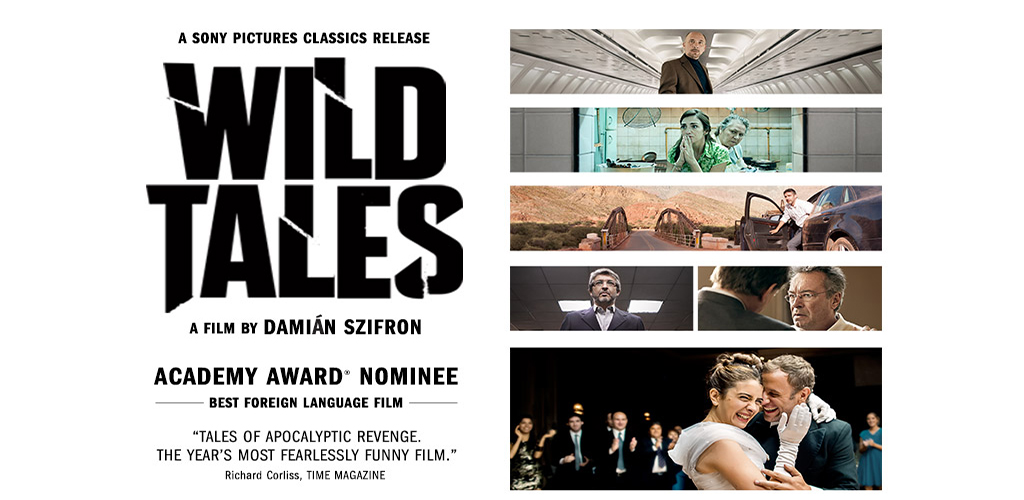 A SONY PICTURES CLASSICS RELEASE
WILD
TALES
A FILM BY DAMIÁN SZIFRON
ACADEMY AWARD® NOMINEE
BEST FOREIGN LANGUAGE FILM
“TALES OF APOCALYPTIC REVENGE.
THE YEAR’S MOST FEARLESSLY FUNNY FILM.”
Richard Corliss, TIME MAGAZINE